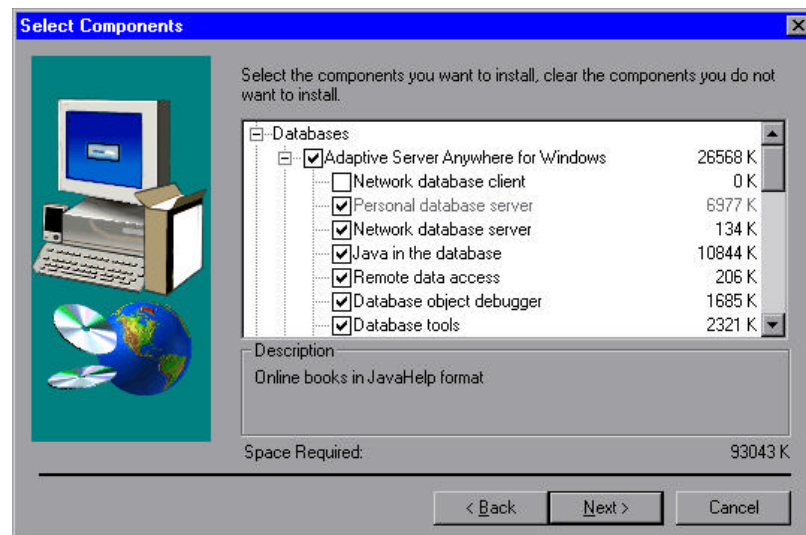 Select Components
Select the components you want to install, clear the components you do not
want to install.
Databases
Adaptive Server Anywhere for Windows 26568 K
Network database client 0 K
Personal database server 6977 K
Network database server 134 K
Java in the database 10844 K
Remote data access 206 K
Database object debugger 1685 K
Database tools 2321 K
Description
Online books in JavaHelp format
Space Required: 93043 K
< Back Next > Cancel